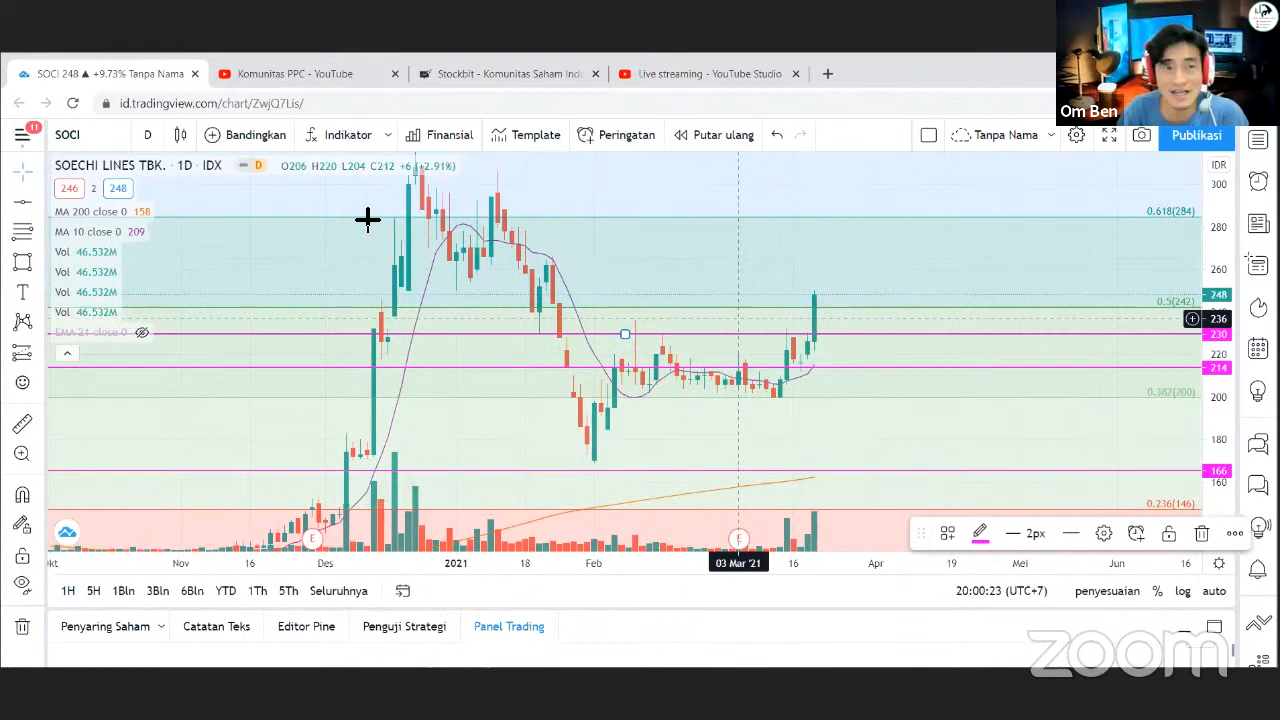 SOCI 248 ▲ +9.73% Tanpa Nama
Komunitas PPC - YouTube
Stockbit - Komunitas Saham Ind
Live streaming - YouTube Studio
id.tradingview.com/chart/ZwjQ7Lis/
Om Ben
11
SOCI
D
Bandingkan
Indikator
Finansial
Template
Peringatan
Putar ulang
Tanpa Nama
Publikasi
SOECHI LINES TBK. · 1D · IDX
D
O206 H220 L204 C212 +6 (+2.91%)
IDR
246 2 248
MA 200 close 0 158
MA 10 close 0 209
Vol 46.532M
Vol 46.532M
Vol 46.532M
Vol 46.532M
EMA 21 close 0
300
0.618(284)
280
260
248
0.5(242)
236
230
220
214
0.382(200)
200
180
166
160
0.236(146)
E
E
2px
Okt
Nov
16
Des
16
2021
18
Feb
03 Mar '21
16
Apr
Mei
Jun
16
1H 5H 1Bln 3Bln 6Bln YTD 1Th 5Th Seluruhnya
20:00:23 (UTC+7)
penyesuaian % log auto
Penyaring Saham
Catatan Teks
Editor Pine
Penguji Strategi
Panel Trading
zoom